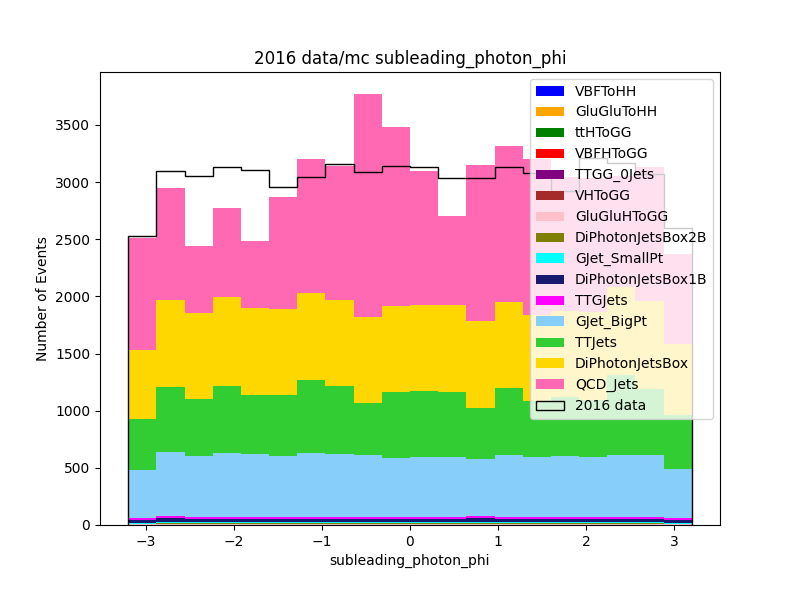 2016 data/mc subleading_photon_phi
Number of Events
3500
3000
2500
2000
1500
1000
500
0
−3
−2
−1
0
1
2
3
subleading_photon_phi
VBFToHH
GluGluToHH
ttHToGG
VBFHToGG
TTGG_0Jets
VHToGG
GluGluHToGG
DiPhotonJetsBox2B
GJet_SmallPt
DiPhotonJetsBox1B
TTGJets
GJet_BigPt
TTJets
DiPhotonJetsBox
QCD_Jets
2016 data